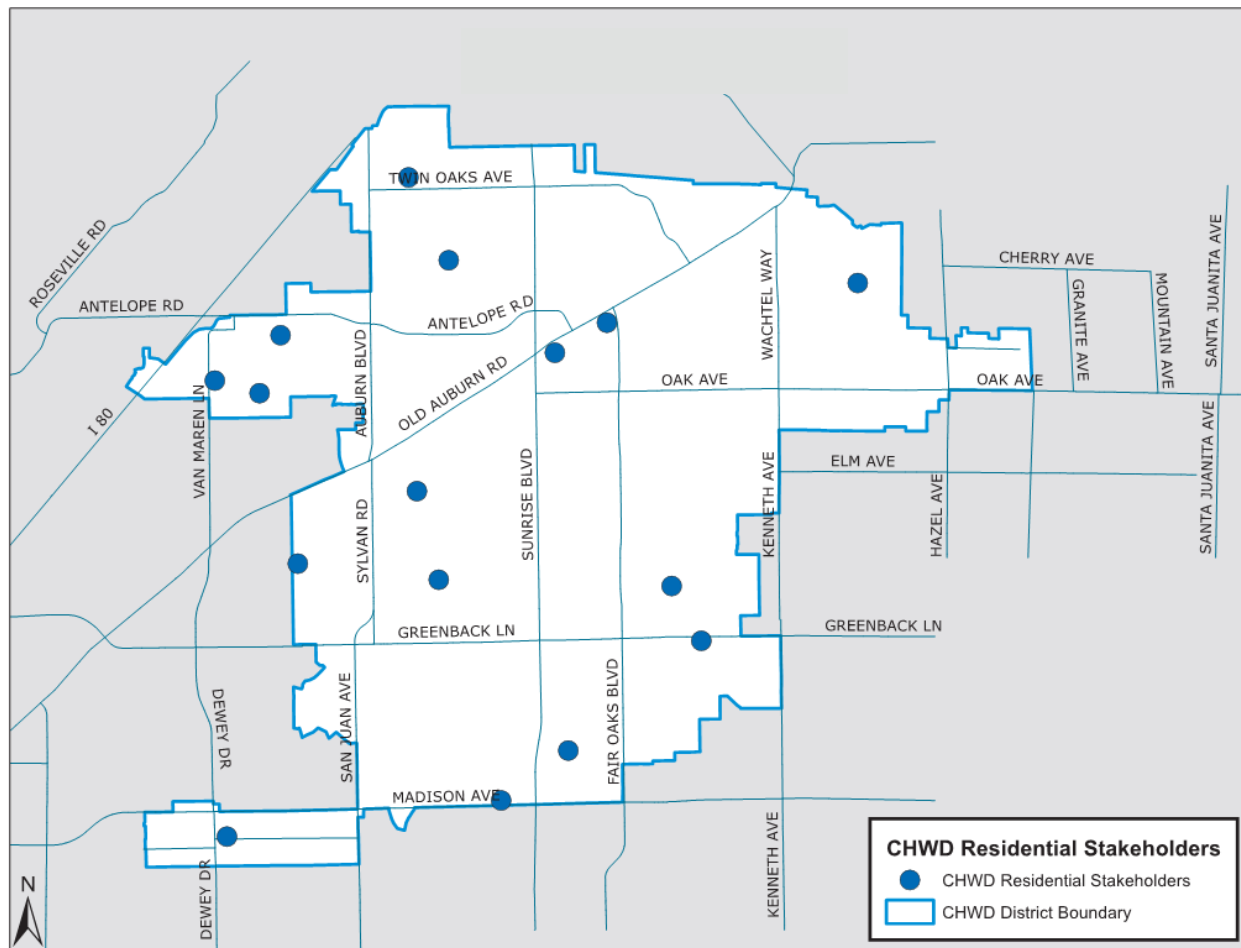 TWIN OAKS AVE
ROSEVILLE RD
ANTELOPE RD
ANTELOPE RD
CHERRY AVE
GRANITE AVE
MOUNTAIN AVE
SANTA JUANITA AVE
WACHTEL WAY
AUBURN BLVD
OLD AUBURN RD
OAK AVE
OAK AVE
I 80
VAN MAREN LN
ELM AVE
SUNRISE BLVD
KENNETH AVE
HAZEL AVE
SANTA JUANITA AVE
SYLVAN RD
GREENBACK LN
GREENBACK LN
DEWEY DR
SAN JUAN AVE
FAIR OAKS BLVD
MADISON AVE
KENNETH AVE
DEWEY DR
N
CHWD Residential Stakeholders
CHWD Residential Stakeholders
CHWD District Boundary